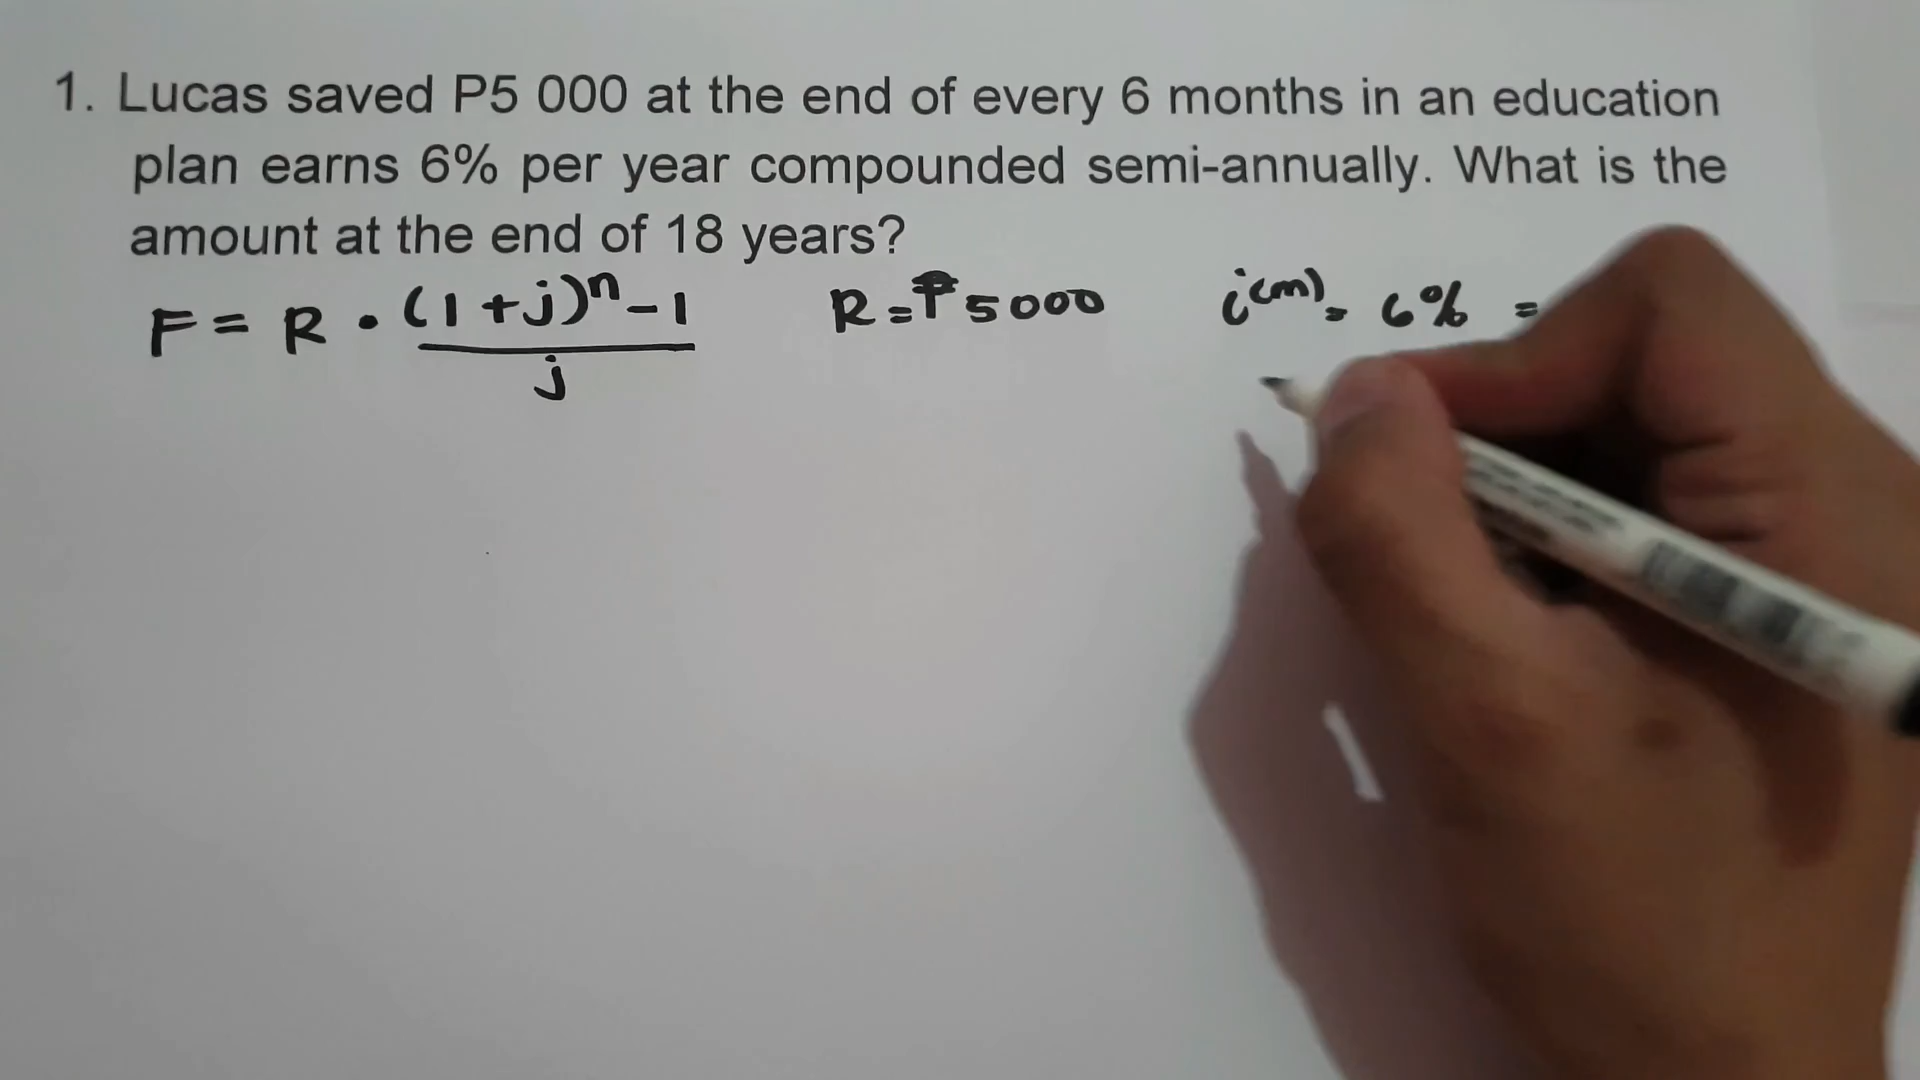 1. Lucas saved P5 000 at the end of every 6 months in an education
plan earns 6% per year compounded semi-annually. What is the
amount at the end of 18 years?
F = R • (1+j)ⁿ - 1 / j R = ₱5000 i⁽ᵐ⁾ = 6% =